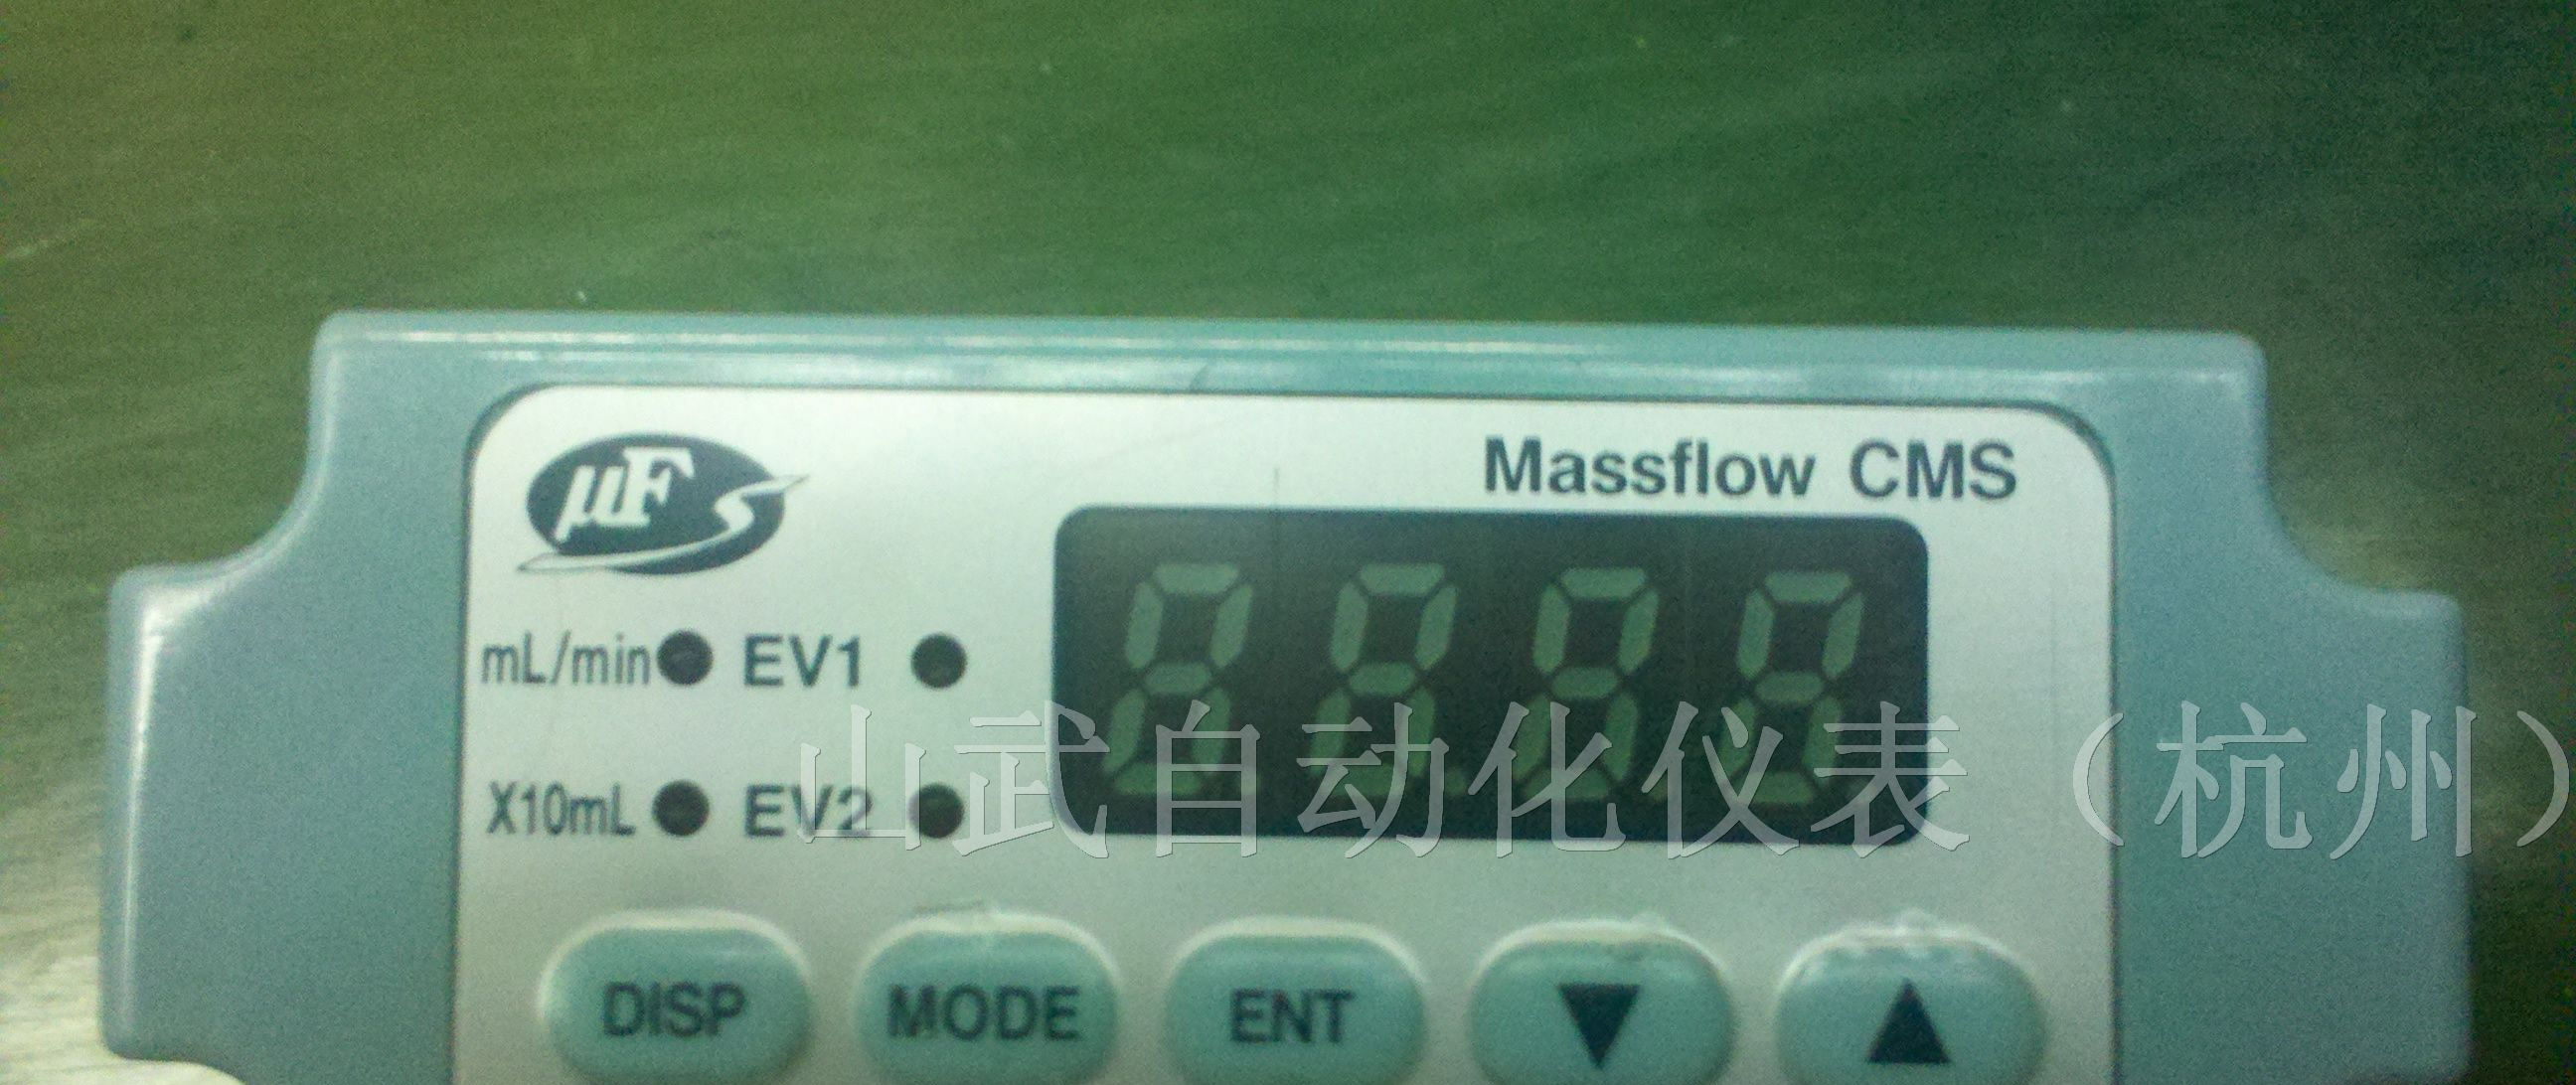 Massflow CMS
µF S
mL/min EV1
X10mL EV2
山武自动化仪表（杭州）
DISP MODE ENT ▼ ▲